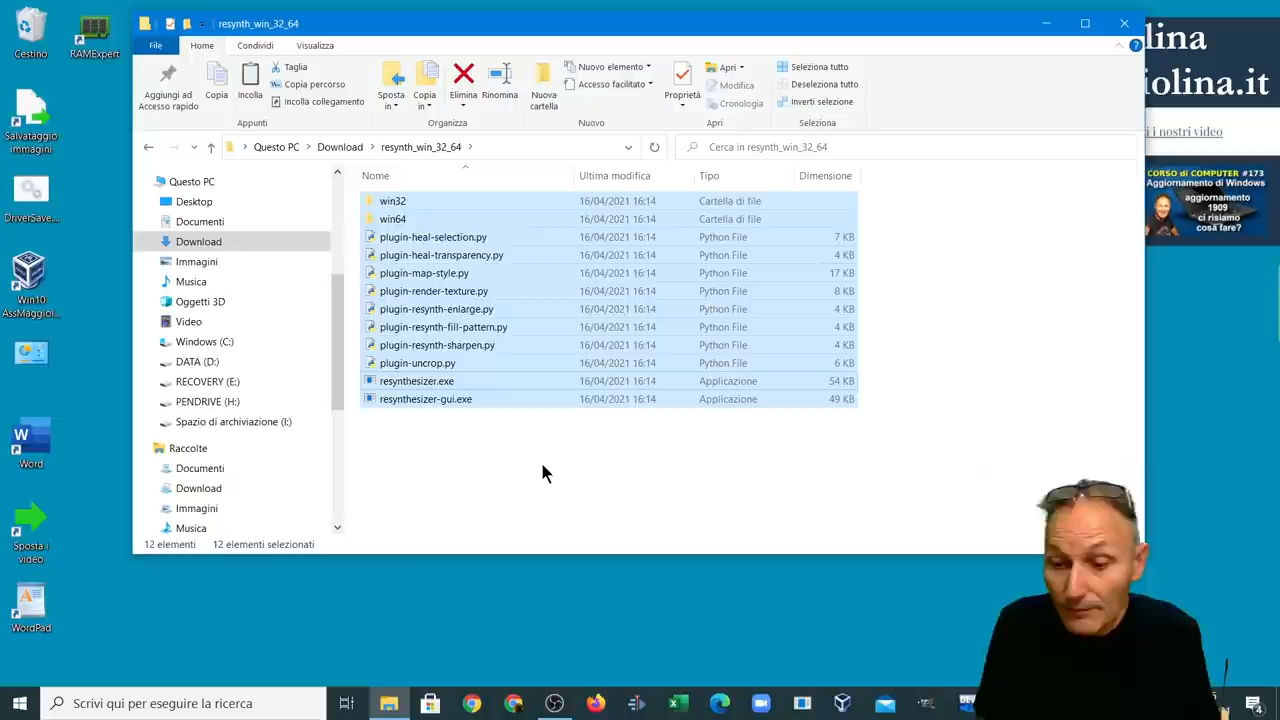 Cestino
RAMExpert
Salvataggio
immagini
DriverSave...
Win10
AssMaggiol...
Word
Sposta i
video
WordPad
resynth_win_32_64
File
Home
Condividi
Visualizza
Aggiungi ad
Accesso rapido
Copia
Incolla
Taglia
Copia percorso
Incolla collegamento
Appunti
Sposta
in
Copia
in
Elimina
Rinomina
Organizza
Nuova
cartella
Nuovo elemento
Accesso facilitato
Nuovo
Proprietà
Apri
Modifica
Cronologia
Apri
Seleziona tutto
Deseleziona tutto
Inverti selezione
Seleziona
Questo PC > Download > resynth_win_32_64 >
Cerca in resynth_win_32_64
Questo PC
Desktop
Documenti
Download
Immagini
Musica
Oggetti 3D
Video
Windows (C:)
DATA (D:)
RECOVERY (E:)
PENDRIVE (H:)
Spazio di archiviazione (I:)
Raccolte
Documenti
Download
Immagini
Musica
Nome Ultima modifica Tipo Dimensione
win32 16/04/2021 16:14 Cartella di file
win64 16/04/2021 16:14 Cartella di file
plugin-heal-selection.py 16/04/2021 16:14 Python File 7 KB
plugin-heal-transparency.py 16/04/2021 16:14 Python File 4 KB
plugin-map-style.py 16/04/2021 16:14 Python File 17 KB
plugin-render-texture.py 16/04/2021 16:14 Python File 8 KB
plugin-resynth-enlarge.py 16/04/2021 16:14 Python File 4 KB
plugin-resynth-fill-pattern.py 16/04/2021 16:14 Python File 4 KB
plugin-resynth-sharpen.py 16/04/2021 16:14 Python File 4 KB
plugin-uncrop.py 16/04/2021 16:14 Python File 6 KB
resynthesizer.exe 16/04/2021 16:14 Applicazione 54 KB
resynthesizer-gui.exe 16/04/2021 16:14 Applicazione 49 KB
12 elementi 12 elementi selezionati
lina
iolina.it
i i nostri video
CORSO di COMPUTER #173
Aggiornamento di Windows
aggiornamento
1909
ci risiamo
cosa fare?
Scrivi qui per eseguire la ricerca
DEV
4